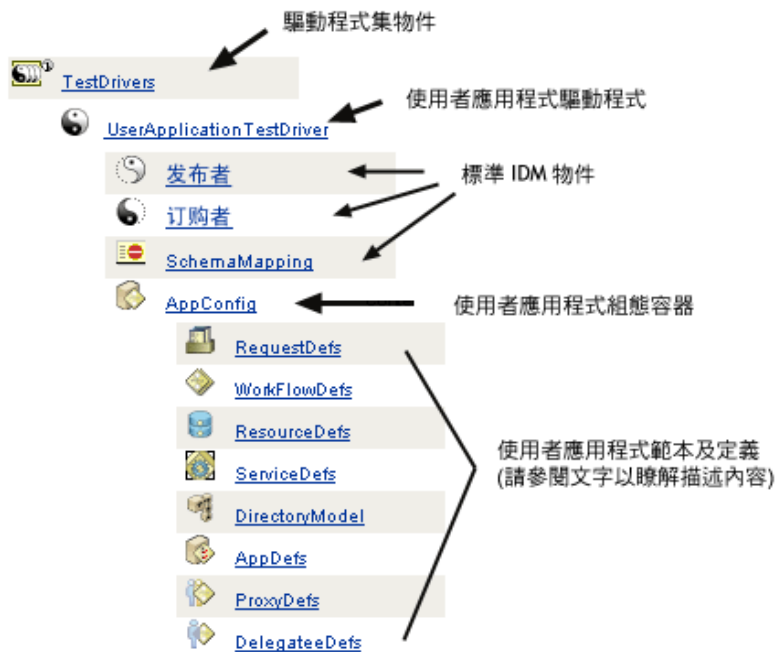 驅動程式集物件
TestDrivers
使用者應用程式驅動程式
UserApplicationTestDriver
发布者
標準 IDM 物件
订购者
SchemaMapping
AppConfig
使用者應用程式組態容器
RequestDefs
WorkFlowDefs
ResourceDefs
使用者應用程式範本及定義
(請參閱文字以瞭解描述內容)
ServiceDefs
DirectoryModel
AppDefs
ProxyDefs
DelegateeDefs